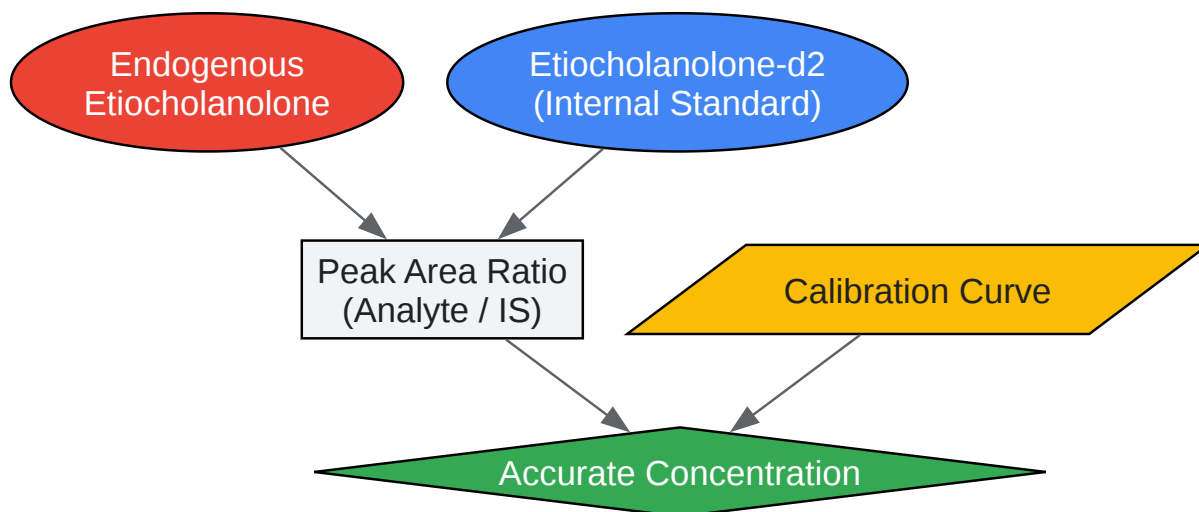 Endogenous
Etiocholanolone
Etiocholanolone-d2
(Internal Standard)
Peak Area Ratio
(Analyte / IS)
Calibration Curve
Accurate Concentration